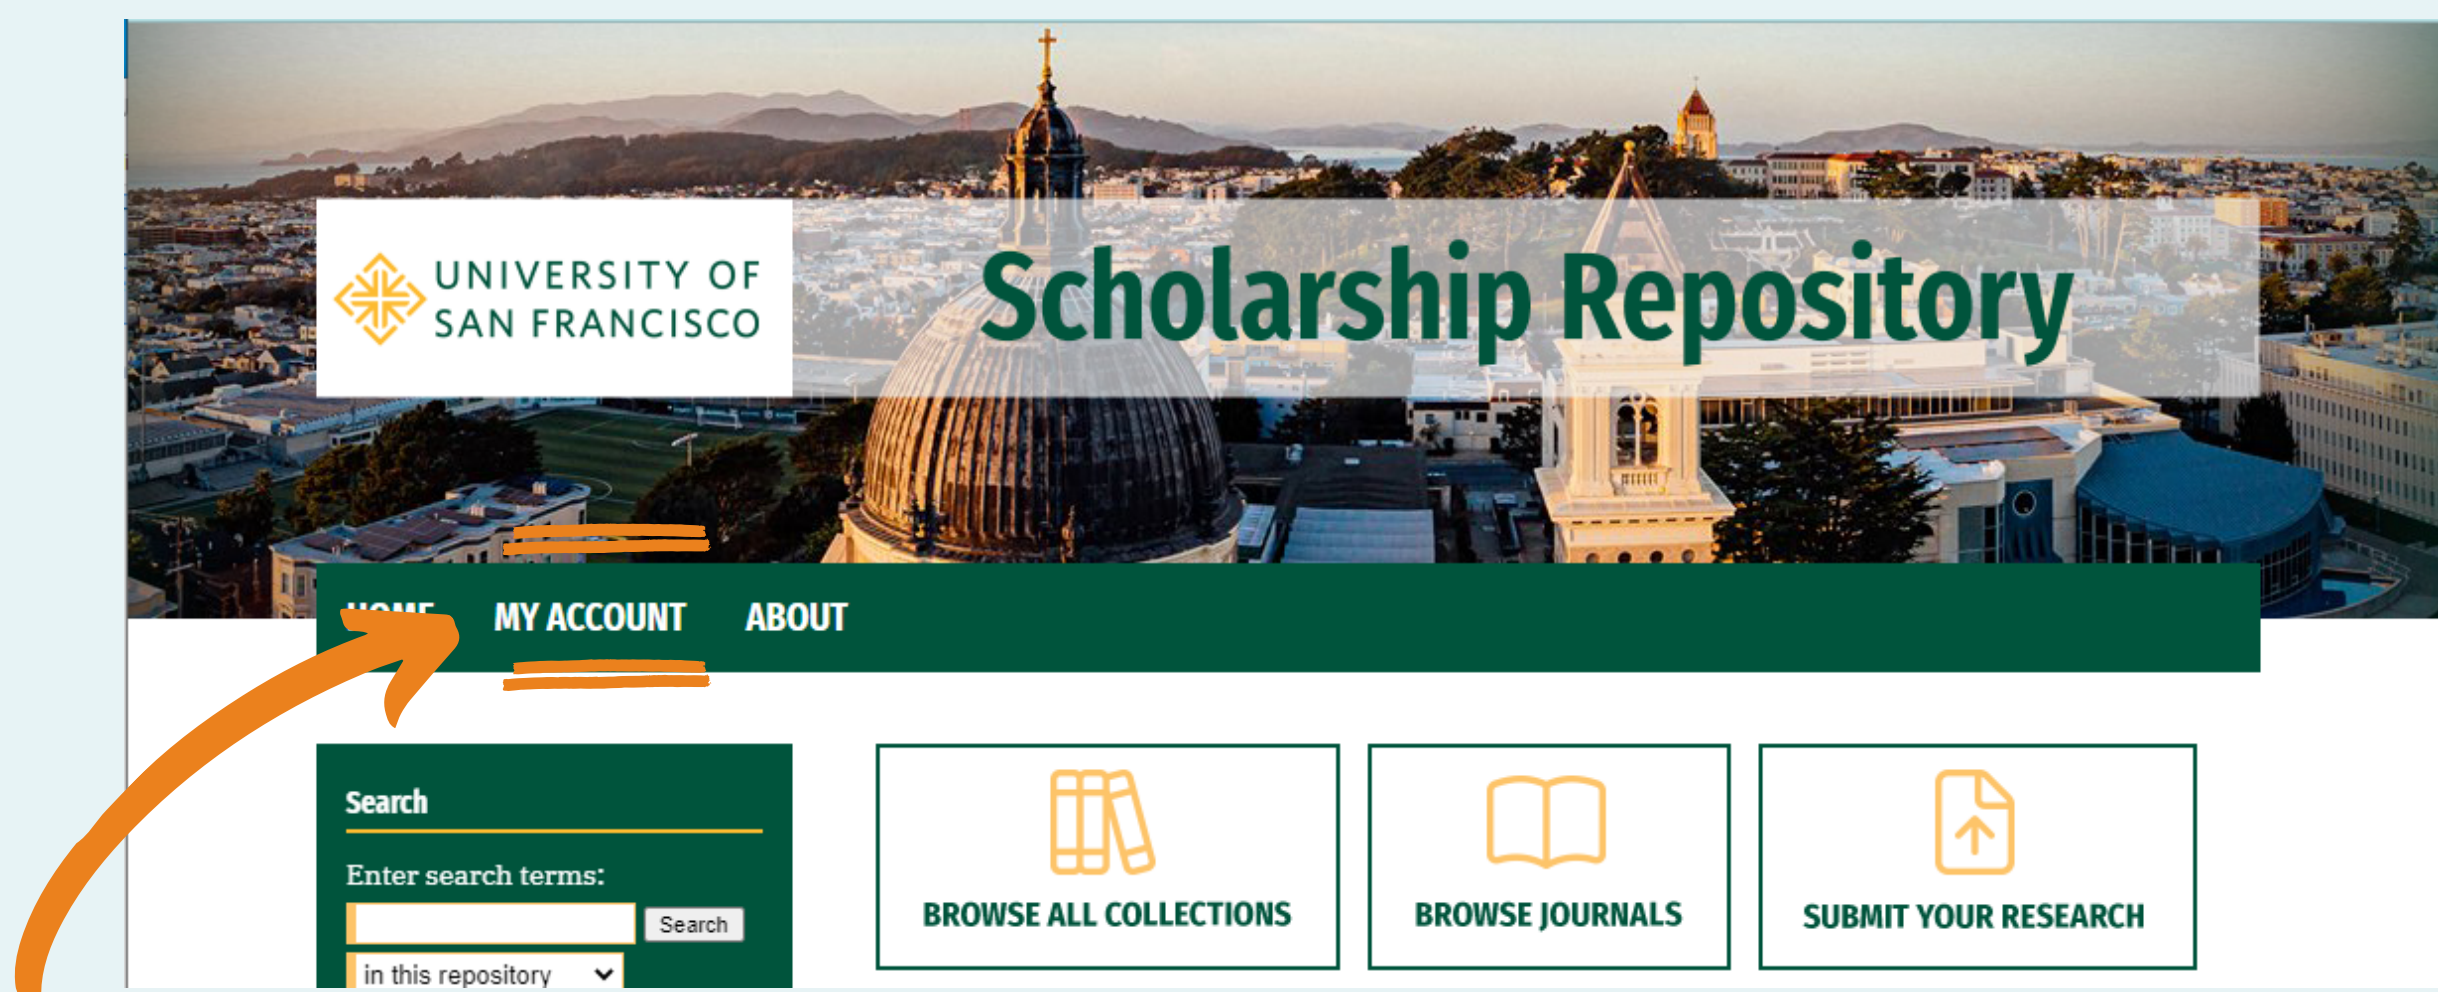 UNIVERSITY OF
SAN FRANCISCO
Scholarship Repository
HOME MY ACCOUNT ABOUT
Search
Enter search terms:
Search
in this repository
BROWSE ALL COLLECTIONS
BROWSE JOURNALS
SUBMIT YOUR RESEARCH